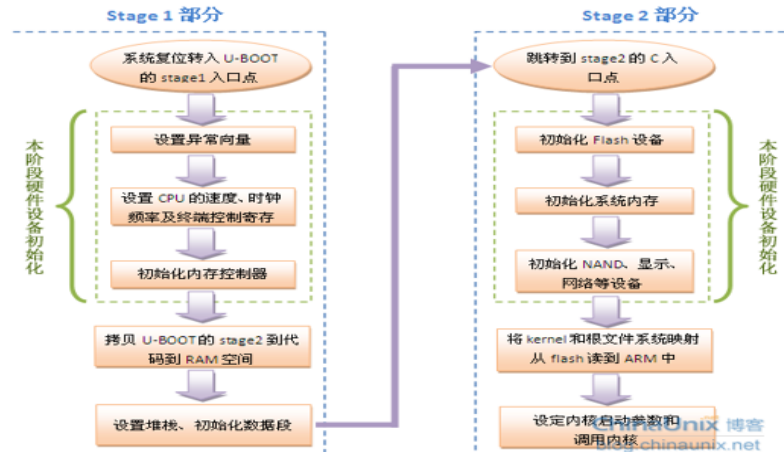 Stage 1 部分
系统复位转入 U-BOOT
的 stage1 入口点
本阶段硬件设备初始化
设置异常向量
设置 CPU 的速度、时钟
频率及终端控制寄存
初始化内存控制器
拷贝 U-BOOT 的 stage2 到代
码到 RAM 空间
设置堆栈、初始化数据段
Stage 2 部分
跳转到 stage2 的 C 入
口点
初始化 Flash 设备
初始化系统内存
初始化 NAND、显示、
网络等设备
本阶段硬件设备初始化
将 kernel 和根文件系统映射
从 flash 读到 ARM 中
设定内核启动参数和
调用内核
ChinaUnix 博客
blog.chinaunix.net